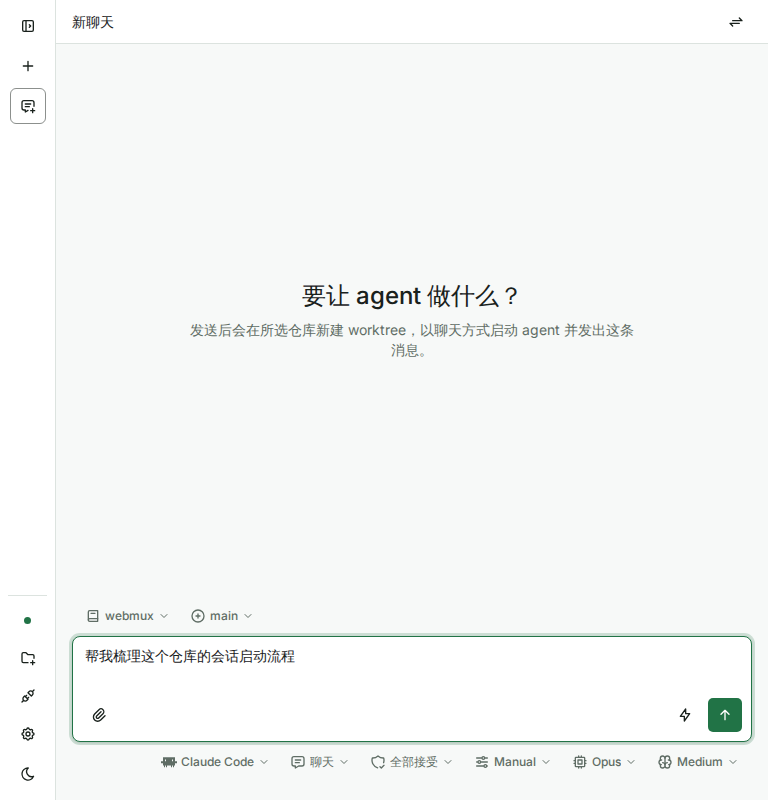 新聊天
要让 agent 做什么？
发送后会在所选仓库新建 worktree，以聊天方式启动 agent 并发出这条
消息。
webmux
main
帮我梳理这个仓库的会话启动流程
Claude Code
聊天
全部接受
Manual
Opus
Medium